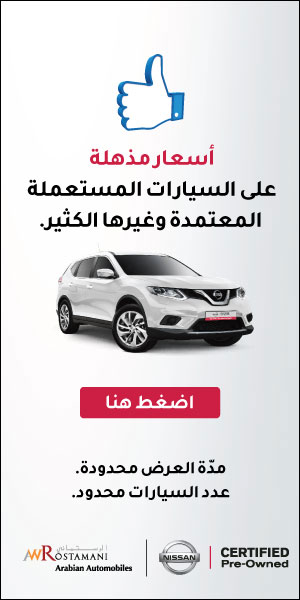 أسعار مذهلة
على السيارات المستعملة
المعتمدة وغيرها الكثير.
اضغط هنا
مدّة العرض محدودة.
عدد السيارات محدود.
الرستماني
AWROSTAMANI
Arabian Automobiles
NISSAN
CERTIFIED
Pre-Owned